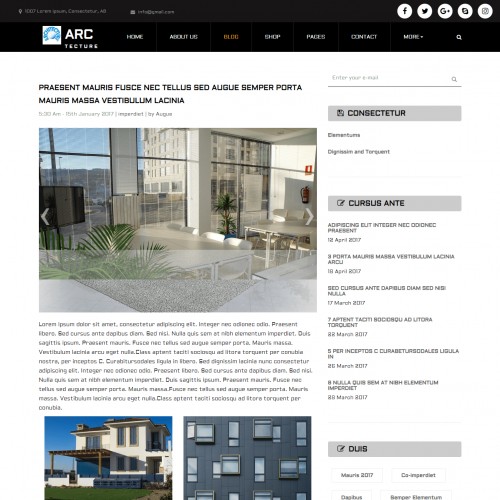 1007 Lorem ipsum, Consectetur, AB
info@gmail.com
ARC
TECTURE
HOME
ABOUT US
BLOG
SHOP
PAGES
CONTACT
MORE
PRAESENT MAURIS FUSCE NEC TELLUS SED AUGUE SEMPER PORTA
MAURIS MASSA VESTIBULUM LACINIA
5:30 Am - 15th January 2017 | imperdiet | by Augue
Lorem ipsum dolor sit amet, consectetur adipiscing elit. Integer nec odionec odio. Praesent
libero. Sed cursus ante dapibus diam. Sed nisi. Nulla quis sem at nibh elementum imperdiet. Duis
sagittis ipsum. Praesent mauris. Fusce nec tellus sed augue semper porta. Mauris massa.
Vestibulum lacinia arcu eget nulla.Class aptent taciti sociosqu ad litora torquent per conubia
nostra, per inceptos C. Curabitursodales ligula in libero. Sed dignissim lacinia nunc consectetur
adipiscing elit. Integer nec odionec odio. Praesent libero. Sed cursus ante dapibus diam. Sed
nisi. Nulla quis sem at nibh elementum imperdiet. Duis sagittis ipsum. Praesent mauris. Fusce nec
tellus sed augue semper porta. Mauris massa.Fusce nec tellus sed augue semper porta. Mauris
massa. Vestibulum lacinia arcu eget nulla.Class aptent taciti sociosqu ad litora torquent per
conubia.
Enter-your e-mail
CONSECTETUR
Elementums
Dignissim and Torquent
CURSUS ANTE
ADIPISCING ELIT INTEGER NEC ODIONEC
PRAESENT
12 April 2017
3 PORTA MAURIS MASSA VESTIBULUM LACINIA
ARCU
16 April 2017
SED CURSUS ANTE DAPIBUS DIAM SED NISI
NULLA
17 March 2017
7 APTENT TACITI SOCIOSQU AD LITORA
TORQUENT
22 March 2017
5 PER INCEPTOS C CURABETURSODALES LIGULA
IN
26 March 2017
8 NULLA QUIS SEM AT NIBH ELEMENTUM
IMPERDIET
28 March 2017
DUIS
Mauris 2017
Co-imperdiet
Dapibus
Semper Elementum